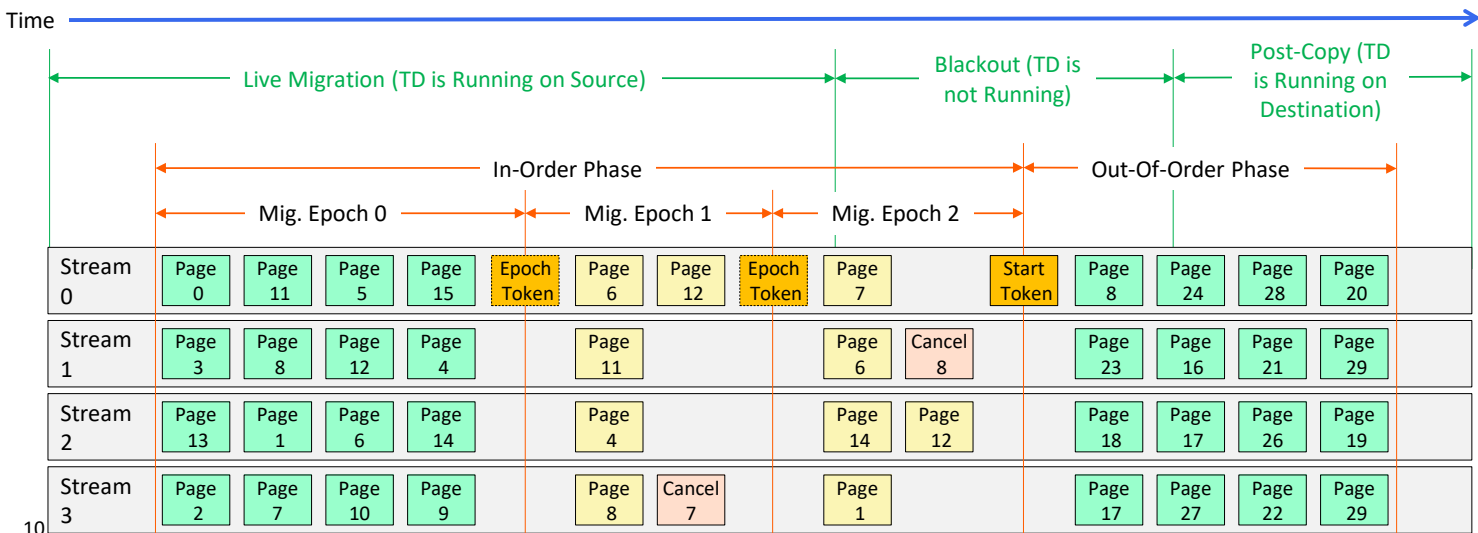 Time
Live Migration (TD is Running on Source)
Blackout (TD is
not Running)
Post-Copy (TD
is Running on
Destination)
In-Order Phase
Out-Of-Order Phase
Mig. Epoch 0
Mig. Epoch 1
Mig. Epoch 2
Stream
0
Page
0
Page
11
Page
5
Page
15
Epoch
Token
Page
6
Page
12
Epoch
Token
Page
7
Start
Token
Page
8
Page
24
Page
28
Page
20
Stream
1
Page
3
Page
8
Page
12
Page
4
Page
11
Page
6
Cancel
8
Page
23
Page
16
Page
21
Page
29
Stream
2
Page
13
Page
1
Page
6
Page
14
Page
4
Page
14
Page
12
Page
18
Page
17
Page
26
Page
19
Stream
3
Page
2
Page
7
Page
10
Page
9
Page
8
Cancel
7
Page
1
Page
17
Page
27
Page
22
Page
29
10